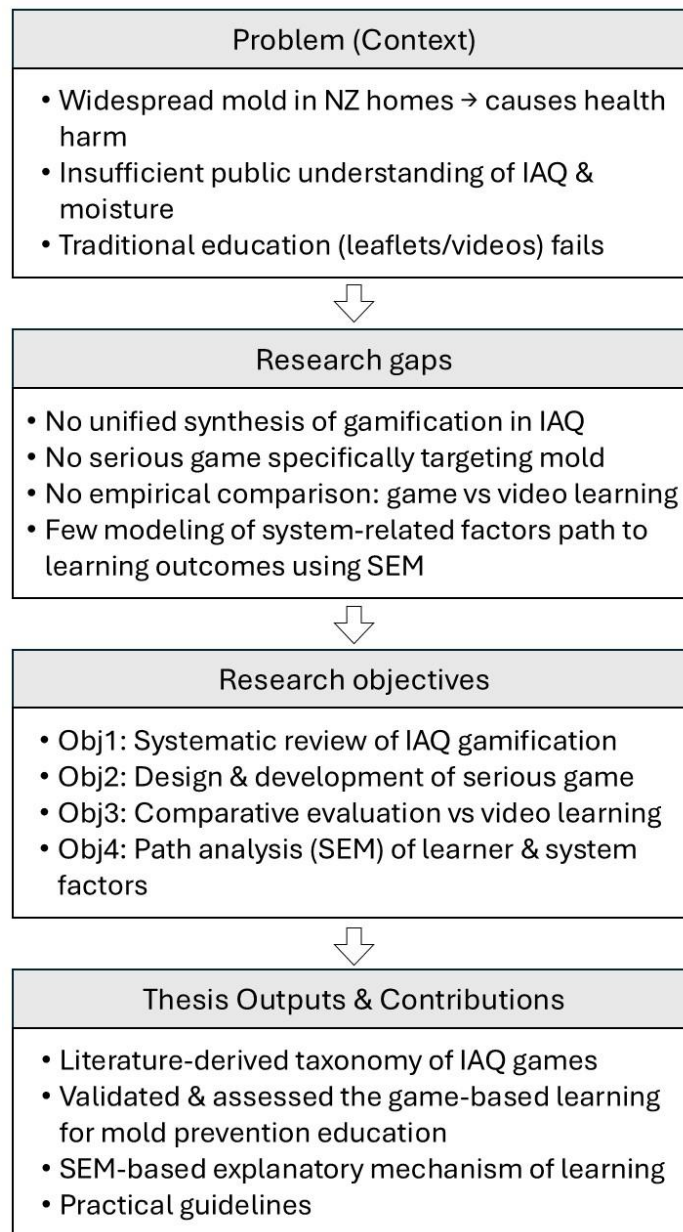 Problem (Context)
• Widespread mold in NZ homes → causes health
harm
• Insufficient public understanding of IAQ &
moisture
• Traditional education (leaflets/videos) fails
Research gaps
• No unified synthesis of gamification in IAQ
• No serious game specifically targeting mold
• No empirical comparison: game vs video learning
• Few modeling of system-related factors path to
learning outcomes using SEM
Research objectives
• Obj1: Systematic review of IAQ gamification
• Obj2: Design & development of serious game
• Obj3: Comparative evaluation vs video learning
• Obj4: Path analysis (SEM) of learner & system
factors
Thesis Outputs & Contributions
• Literature-derived taxonomy of IAQ games
• Validated & assessed the game-based learning
for mold prevention education
• SEM-based explanatory mechanism of learning
• Practical guidelines